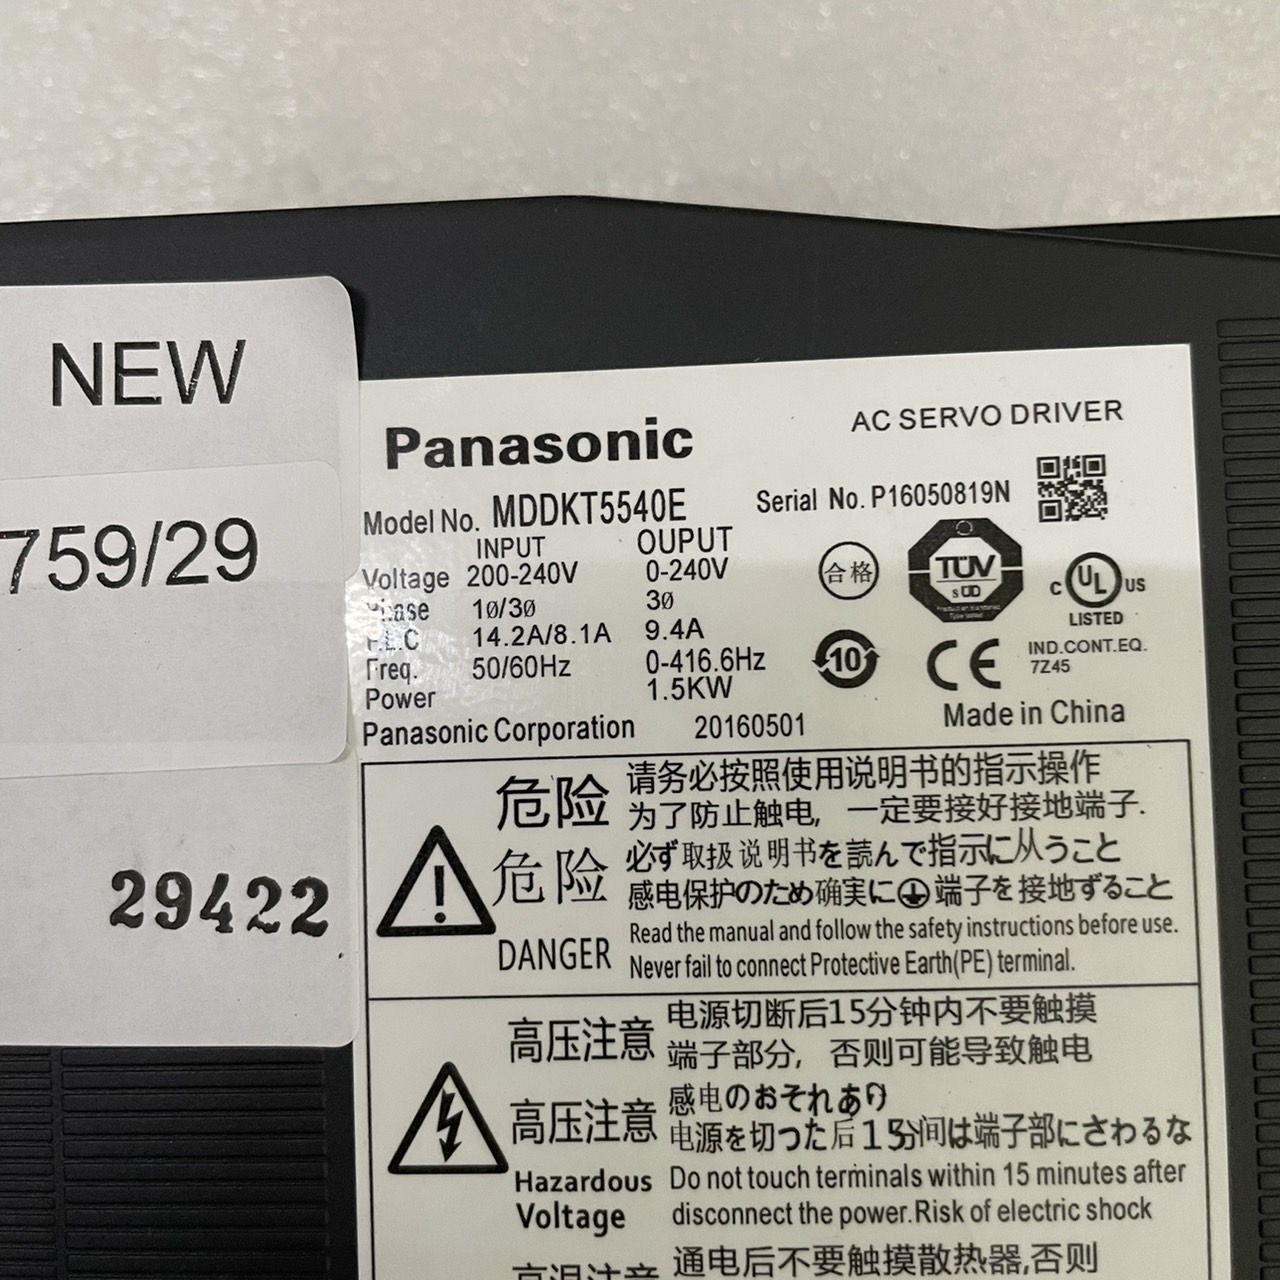 NEW
759/29
29422
Panasonic
AC SERVO DRIVER
Model No. MDDKT5540E
Serial No. P16050819N
INPUT OUPUT
Voltage 200-240V 0-240V
Phase 1ø/3ø 3ø
F.L.C 14.2A/8.1A 9.4A
Freq. 50/60Hz 0-416.6Hz
Power 1.5KW
Panasonic Corporation 20160501
合格
TÜV
SÜD
C UL US
LISTED
10
CE
IND.CONT.EQ.
7Z45
Made in China
危险 请务必按照使用说明书的指示操作
为了防止触电, 一定要接好接地端子.
危险 必ず取扱说明书を読んで指示に从うこと
感电保护のため确実に端子を接地ずること
DANGER Read the manual and follow the safety instructions before use.
Never fail to connect Protective Earth(PE) terminal.
高压注意 电源切断后15分钟内不要触摸
端子部分, 否则可能导致触电
高压注意 感电のおそれあり
电源を切つた后15分间は端子部にさわるな
Hazardous Do not touch terminals within 15 minutes after
Voltage disconnect the power.Risk of electric shock
高温注意 通电后不要触摸散热器,否则